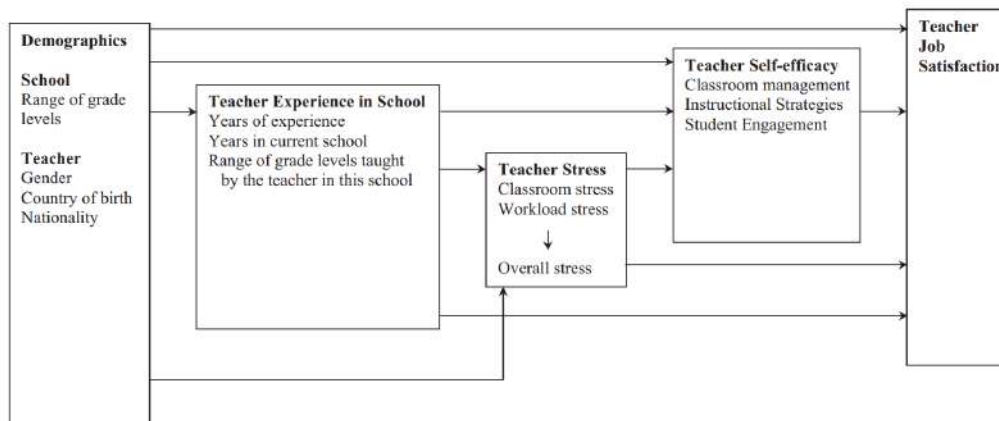 Demographics
School
Range of grade
levels
Teacher
Gender
Country of birth
Nationality
Teacher Experience in School
Years of experience
Years in current school
Range of grade levels taught
by the teacher in this school
Teacher Stress
Classroom stress
Workload stress
Overall stress
Teacher Self-efficacy
Classroom management
Instructional Strategies
Student Engagement
Teacher
Job
Satisfaction